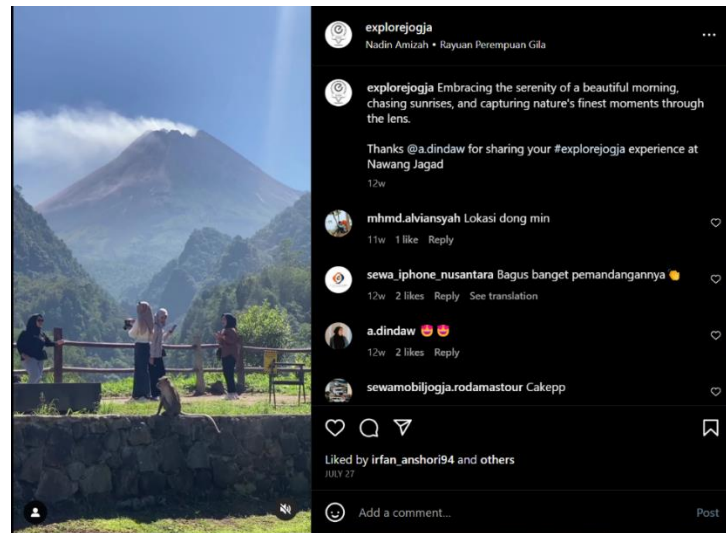 explorejogja
Nadin Amizah • Rayuan Perempuan Gila
explorejogja Embracing the serenity of a beautiful morning,
chasing sunrises, and capturing nature's finest moments through
the lens.
Thanks @a.dindaw for sharing your #explorejogja experience at
Nawang Jagad
12w
mhmd.alviansyah Lokasi dong min
11w 1 like Reply
sewa_iphone_nusantara Bagus banget pemandangannya👏
12w 2 likes Reply See translation
a.dindaw 😍😍
12w 2 likes Reply
sewamobiljogja.rodamastour Cakepp
Liked by irfan_anshori94 and others
JULY 27
Add a comment...
Post